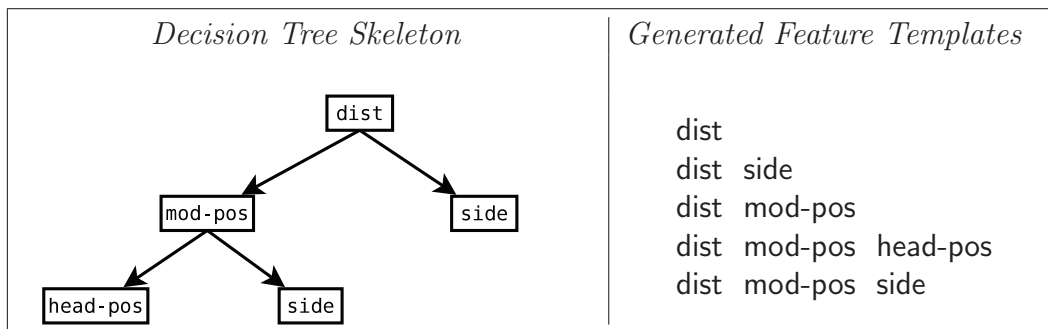 Decision Tree Skeleton
dist
mod-pos
side
head-pos
side
Generated Feature Templates
dist
dist side
dist mod-pos
dist mod-pos head-pos
dist mod-pos side